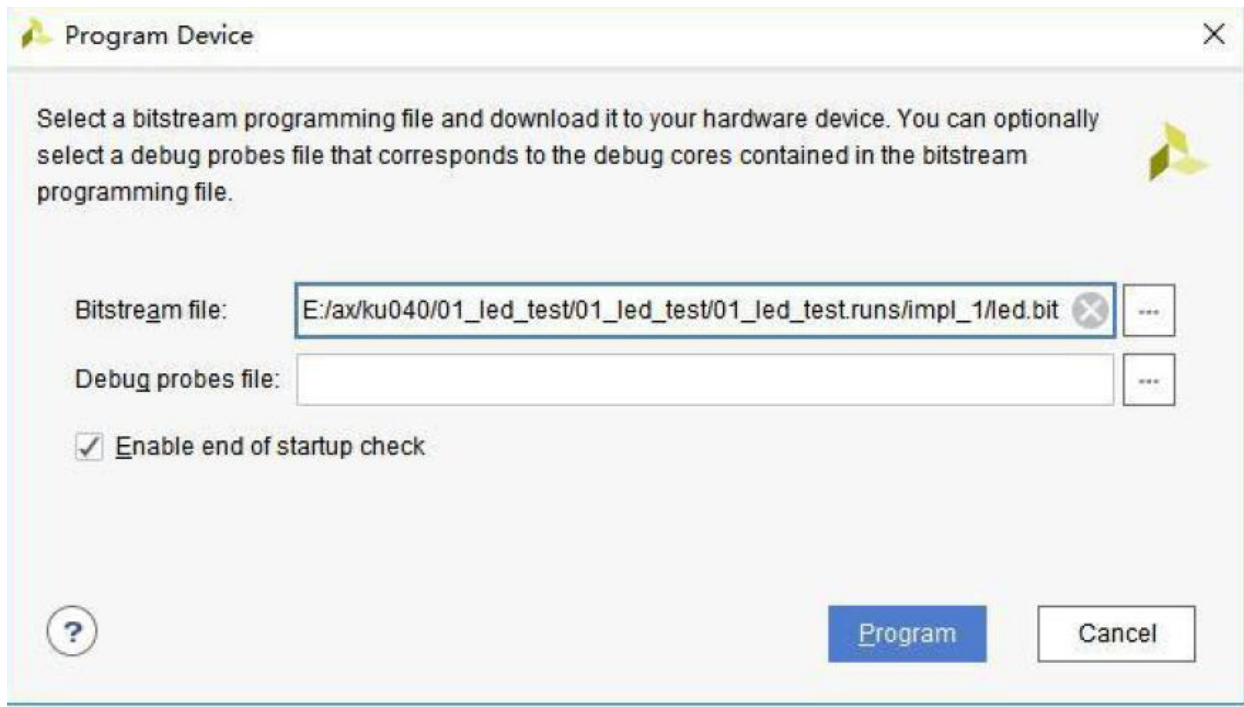 Program Device
Select a bitstream programming file and download it to your hardware device. You can optionally
select a debug probes file that corresponds to the debug cores contained in the bitstream
programming file.
Bitstream file: E:/ax/ku040/01_led_test/01_led_test/01_led_test.runs/impl_1/led.bit ...
Debug probes file: ...
Enable end of startup check
? Program Cancel